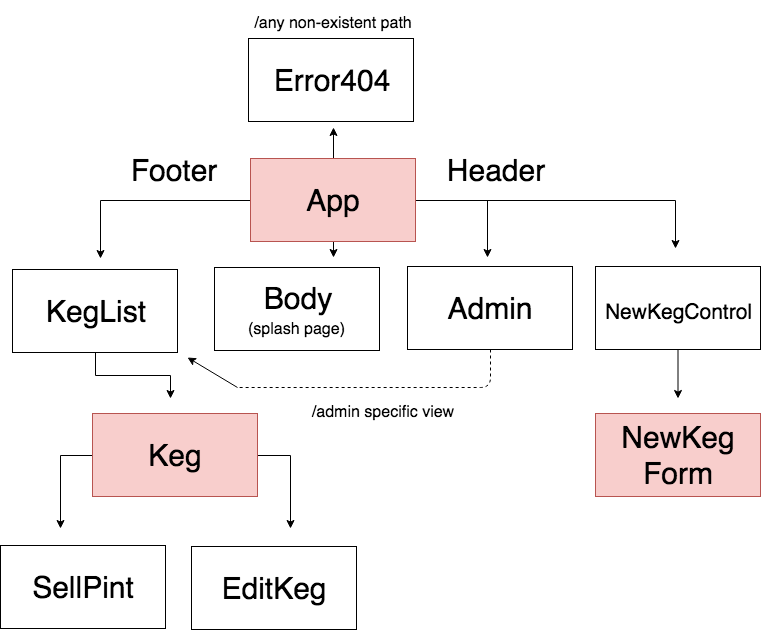 /any non-existent path
Error404
Footer
App
Header
KegList
Body
(splash page)
Admin
NewKegControl
/admin specific view
Keg
NewKeg
Form
SellPint
EditKeg